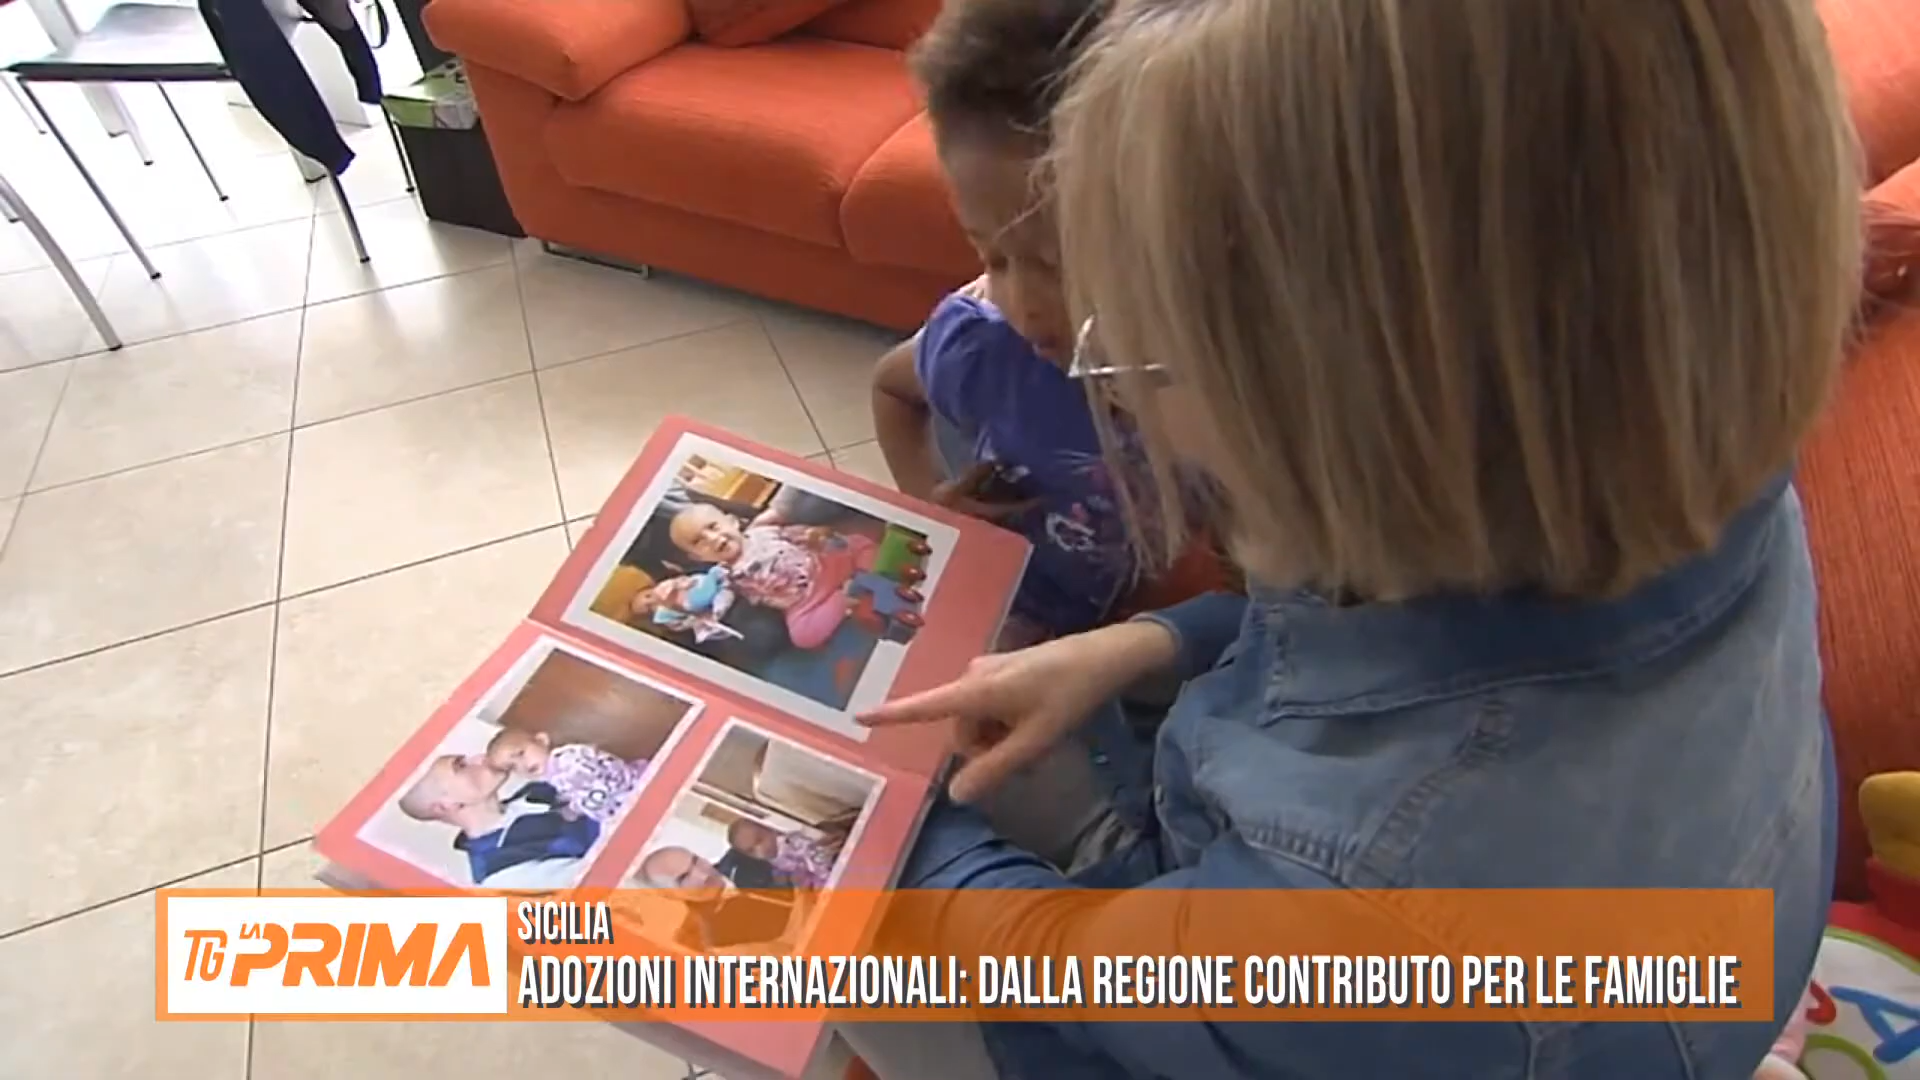 TG LA PRIMA
SICILIA
ADOZIONI INTERNAZIONALI: DALLA REGIONE CONTRIBUTO PER LE FAMIGLIE
A